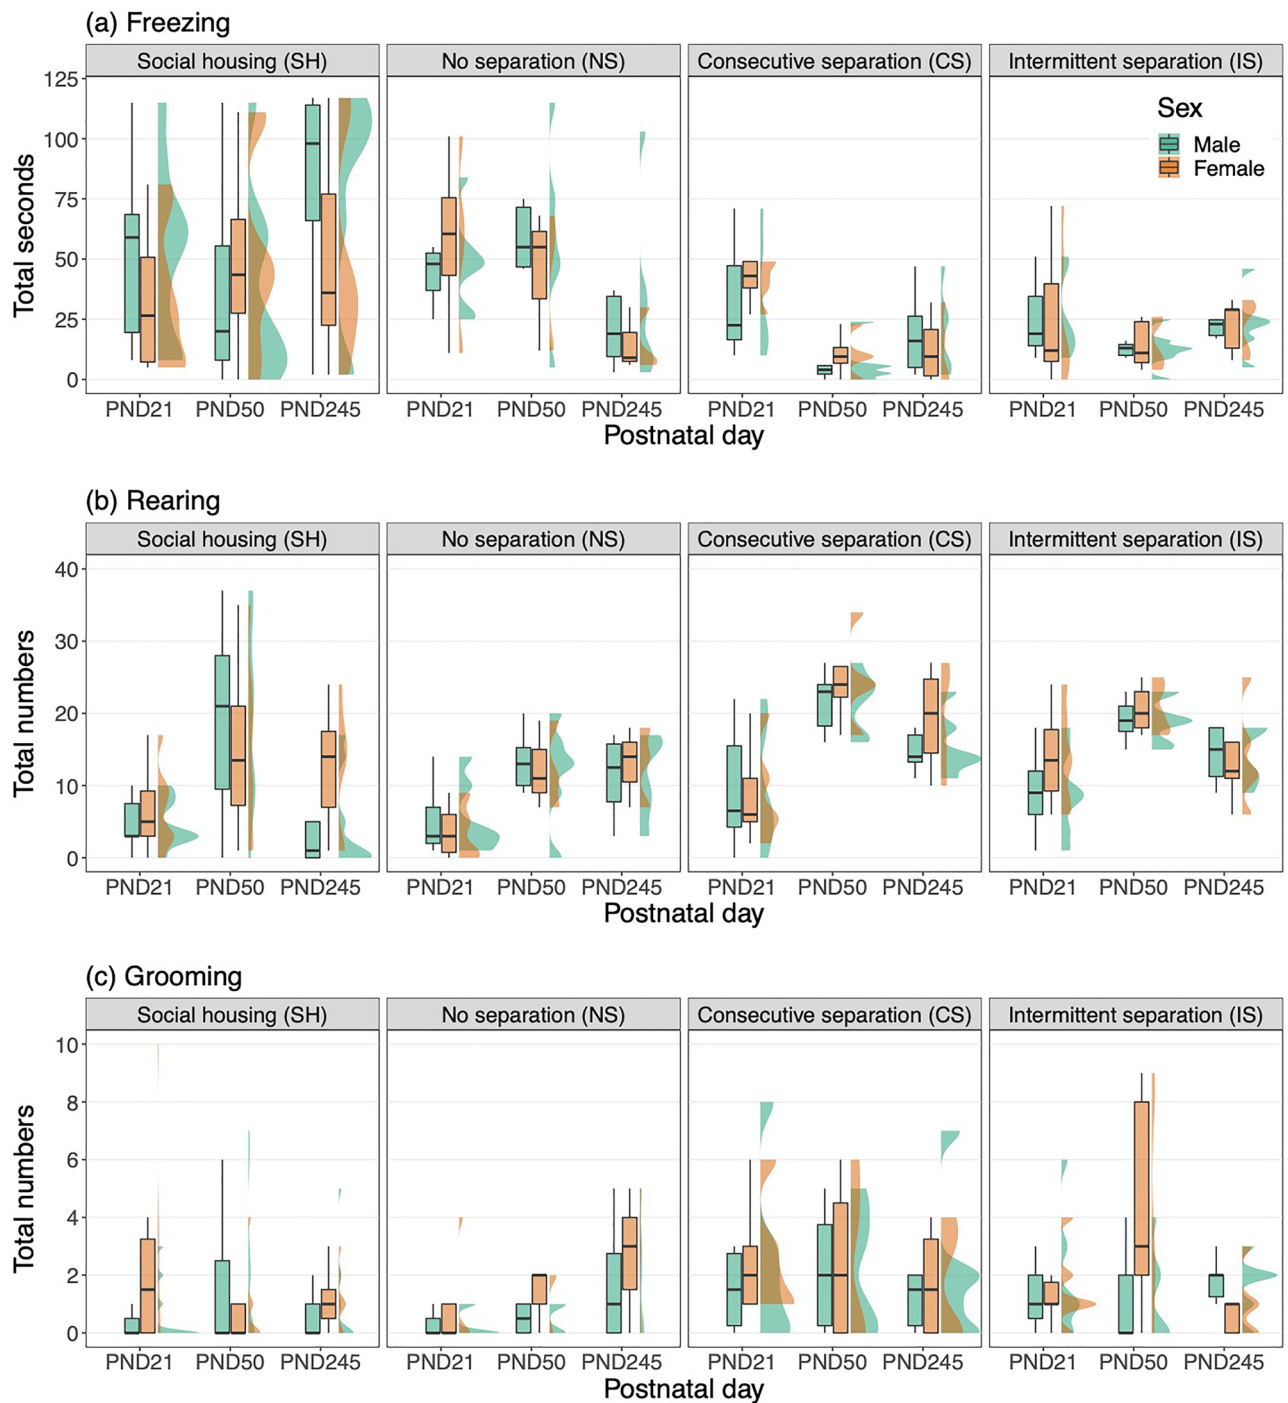 (a) Freezing
Social housing (SH) No separation (NS) Consecutive separation (CS) Intermittent separation (IS)
Total seconds
125
100
75
50
25
0
Sex
Male
Female
PND21 PND50 PND245 PND21 PND50 PND245 PND21 PND50 PND245 PND21 PND50 PND245
Postnatal day
(b) Rearing
Social housing (SH) No separation (NS) Consecutive separation (CS) Intermittent separation (IS)
Total numbers
40
30
20
10
0
PND21 PND50 PND245 PND21 PND50 PND245 PND21 PND50 PND245 PND21 PND50 PND245
Postnatal day
(c) Grooming
Social housing (SH) No separation (NS) Consecutive separation (CS) Intermittent separation (IS)
Total numbers
10
8
6
4
2
0
PND21 PND50 PND245 PND21 PND50 PND245 PND21 PND50 PND245 PND21 PND50 PND245
Postnatal day